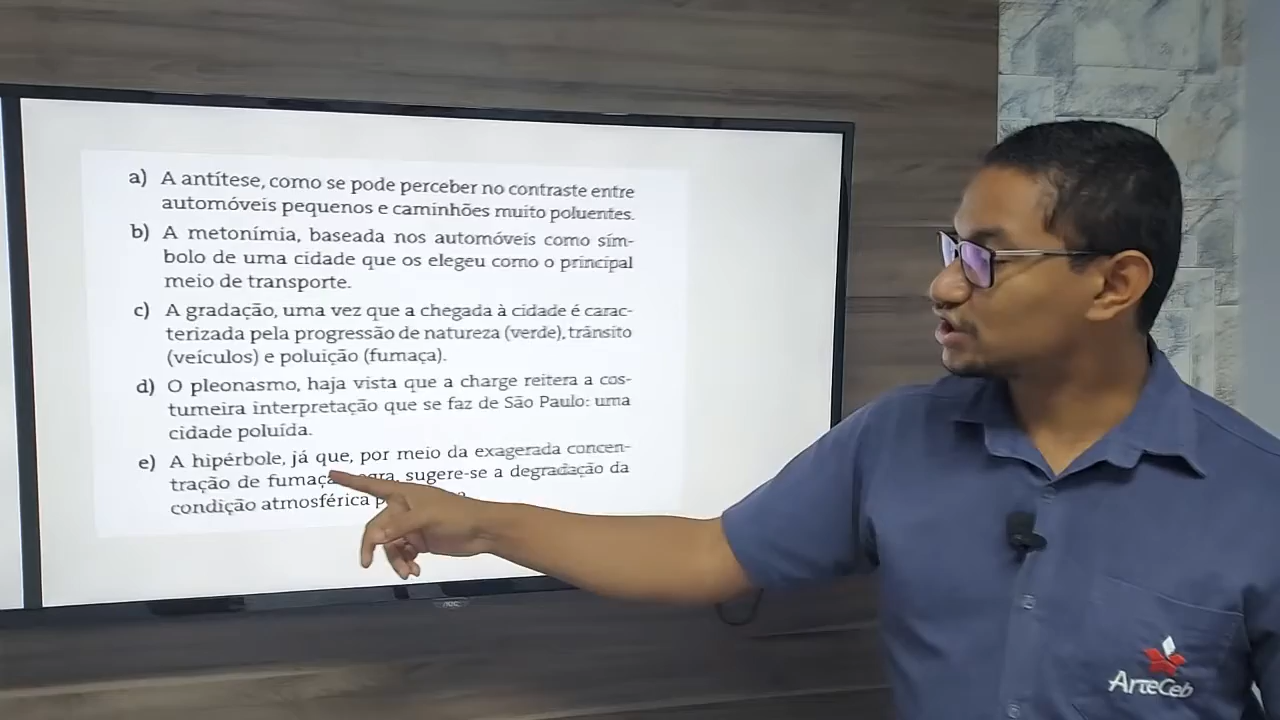 a) A antítese, como se pode perceber no contraste entre
automóveis pequenos e caminhões muito poluentes.
b) A metonímia, baseada nos automóveis como sím-
bolo de uma cidade que os elegeu como o principal
meio de transporte.
c) A gradação, uma vez que a chegada à cidade é carac-
terizada pela progressão de natureza (verde), trânsito
(veículos) e poluição (fumaça).
d) O pleonasmo, haja vista que a charge reitera a cos-
tumeira interpretação que se faz de São Paulo: uma
cidade poluída.
e) A hipérbole, já que, por meio da exagerada concen-
tração de fumaça sugere-se a degradação da
condição atmosférica
AOC
ArteCeb